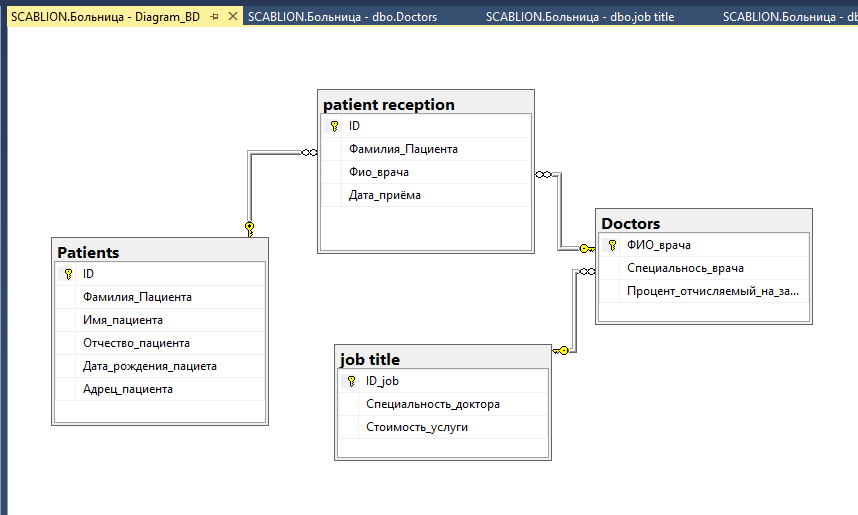 SCABLION.Больница - Diagram_BD
SCABLION.Больница - dbo.Doctors
SCABLION.Больница - dbo.job title
SCABLION.Больница - db
patient reception
ID
Фамилия_Пациента
Фио_врача
Дата_приёма
Patients
ID
Фамилия_Пациента
Имя_пациента
Отчество_пациента
Дата_рождения_пациета
Адрец_пациента
Doctors
ФИО_врача
Специальнось_врача
Процент_отчисляемый_на_за...
job title
ID_job
Специальность_доктора
Стоимость_услуги